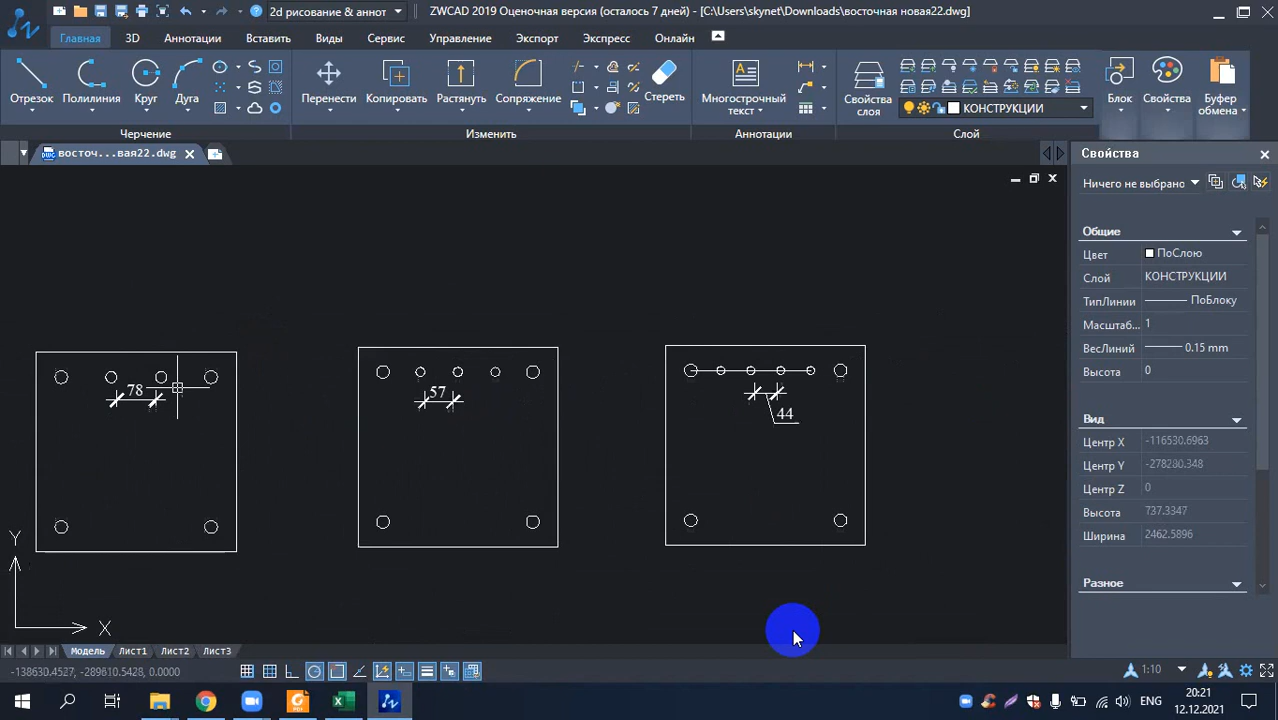 2d рисование & аннот
ZWCAD 2019 Оценочная версия (осталось 7 дней) - [C:\Users\skynet\Downloads\восточная новая22.dwg]
Главная
3D
Аннотации
Вставить
Виды
Сервис
Управление
Экспорт
Экспресс
Онлайн
Отрезок
Полилиния
Круг
Дуга
Перенести
Копировать
Растянуть
Сопряжение
Стереть
Многострочный текст
Свойства слоя
КОНСТРУКЦИИ
Блок
Свойства
Буфер обмена
Черчение
Изменить
Аннотации
Слой
восточ...вая22.dwg
Свойства
Ничего не выбрано
Общие
Цвет ПоСлою
Слой КОНСТРУКЦИИ
ТипЛинии ПоБлоку
Масштаб... 1
ВесЛиний 0.15 mm
Высота 0
Вид
Центр X -116530.6963
Центр Y -278280.348
Центр Z 0
Высота 737.3347
Ширина 2462.5896
Разное
78
57
44
Y
X
Модель
Лист1
Лист2
Лист3
-138630.4527; -289610.5428, 0.0000
1:10
PDF
ENG
20:21
12.12.2021